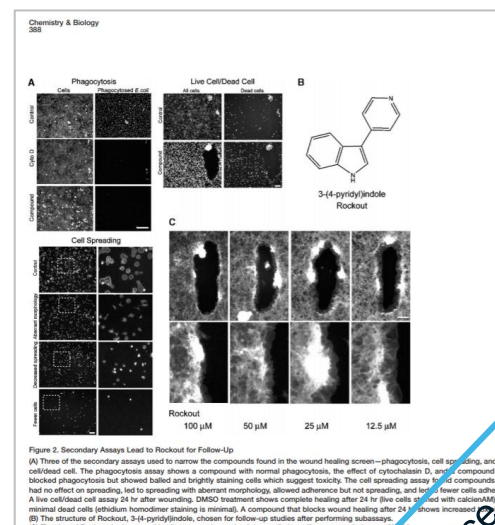 Chemistry & Biology
388
A
Phagocytosis
Cells
Phagocytosed E.coli
Control
Cyto D
Compound
Live Cell/Dead Cell
All cells
Dead cells
Control
Compound
B
N
N
H
3-(4-pyridyl)indole
Rockout
Cell Spreading
Control
Aberrant morphology
Decreased spreading
Fewer cells
C
Rockout
100 µM
50 µM
25 µM
12.5 µM
Figure 2. Secondary Assays Lead to Rockout for Follow-Up
(A) Three of the secondary assays used to narrow the compounds found in the wound healing screen—phagocytosis, cell spreading, and
cell/dead cell. The phagocytosis assay shows a compound with normal phagocytosis, the effect of cytochalasin D, and compound
blocked phagocytosis but showed balled and brightly staining cells which suggest toxicity. The cell spreading assay found compounds
had no effect on spreading, led to spreading with aberrant morphology, allowed adherence but not spreading, and led to fewer cells adhe
A live cell/dead cell assay 24 hr after wounding. DMSO treatment shows complete healing after 24 hr (live cells stained with calceinAM)
minimal dead cells (ethidium homodimer staining is minimal). A compound that blocks wound healing after 24 shows increased
(B) The structure of Rockout, 3-(4-pyridyl)indole, chosen for follow-up studies after performing subassays.